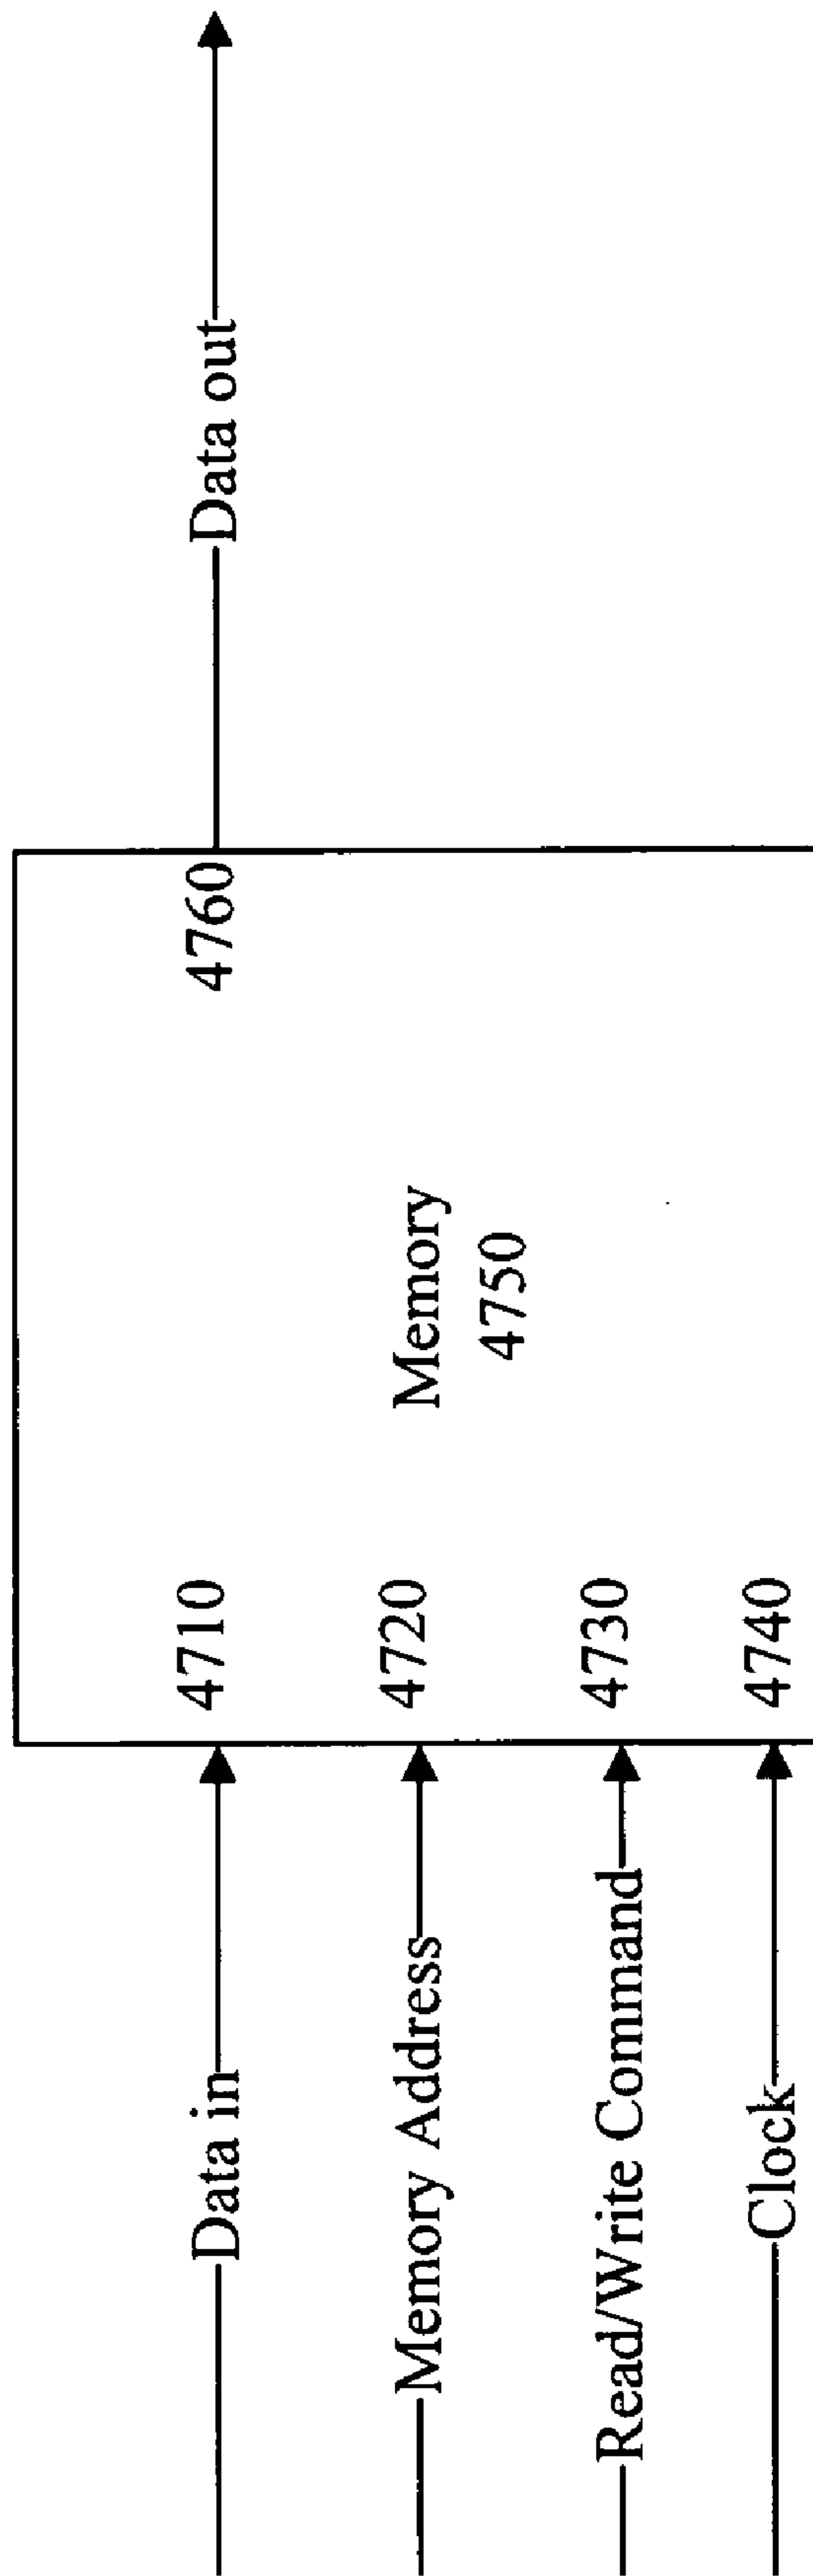 Data in
4710
Memory Address
4720
Read/Write Command
4730
Clock
4740
Memory
4750
4760
Data out